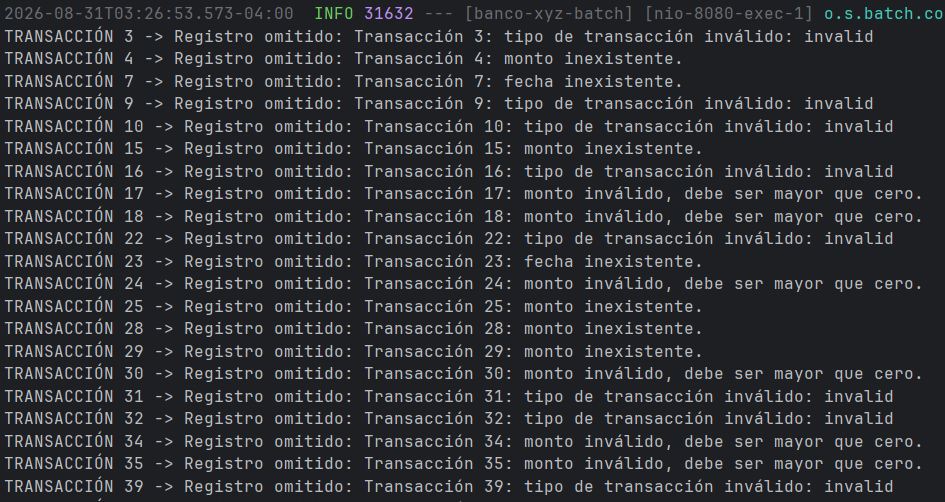 2026-08-31T03:26:53.573-04:00  INFO 31632 --- [banco-xyz-batch] [nio-8080-exec-1] o.s.batch.co
TRANSACCIÓN 3 -> Registro omitido: Transacción 3: tipo de transacción inválido: invalid
TRANSACCIÓN 4 -> Registro omitido: Transacción 4: monto inexistente.
TRANSACCIÓN 7 -> Registro omitido: Transacción 7: fecha inexistente.
TRANSACCIÓN 9 -> Registro omitido: Transacción 9: tipo de transacción inválido: invalid
TRANSACCIÓN 10 -> Registro omitido: Transacción 10: tipo de transacción inválido: invalid
TRANSACCIÓN 15 -> Registro omitido: Transacción 15: monto inexistente.
TRANSACCIÓN 16 -> Registro omitido: Transacción 16: tipo de transacción inválido: invalid
TRANSACCIÓN 17 -> Registro omitido: Transacción 17: monto inválido, debe ser mayor que cero.
TRANSACCIÓN 18 -> Registro omitido: Transacción 18: monto inválido, debe ser mayor que cero.
TRANSACCIÓN 22 -> Registro omitido: Transacción 22: tipo de transacción inválido: invalid
TRANSACCIÓN 23 -> Registro omitido: Transacción 23: fecha inexistente.
TRANSACCIÓN 24 -> Registro omitido: Transacción 24: monto inválido, debe ser mayor que cero.
TRANSACCIÓN 25 -> Registro omitido: Transacción 25: monto inexistente.
TRANSACCIÓN 28 -> Registro omitido: Transacción 28: monto inexistente.
TRANSACCIÓN 29 -> Registro omitido: Transacción 29: monto inexistente.
TRANSACCIÓN 30 -> Registro omitido: Transacción 30: monto inválido, debe ser mayor que cero.
TRANSACCIÓN 31 -> Registro omitido: Transacción 31: tipo de transacción inválido: invalid
TRANSACCIÓN 32 -> Registro omitido: Transacción 32: tipo de transacción inválido: invalid
TRANSACCIÓN 34 -> Registro omitido: Transacción 34: monto inválido, debe ser mayor que cero.
TRANSACCIÓN 35 -> Registro omitido: Transacción 35: monto inválido, debe ser mayor que cero.
TRANSACCIÓN 39 -> Registro omitido: Transacción 39: tipo de transacción inválido: invalid